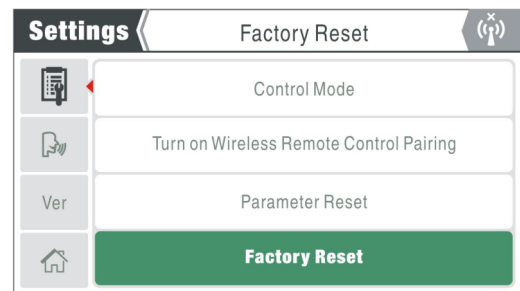 Settings
Factory Reset
Control Mode
Turn on Wireless Remote Control Pairing
Ver
Parameter Reset
Factory Reset